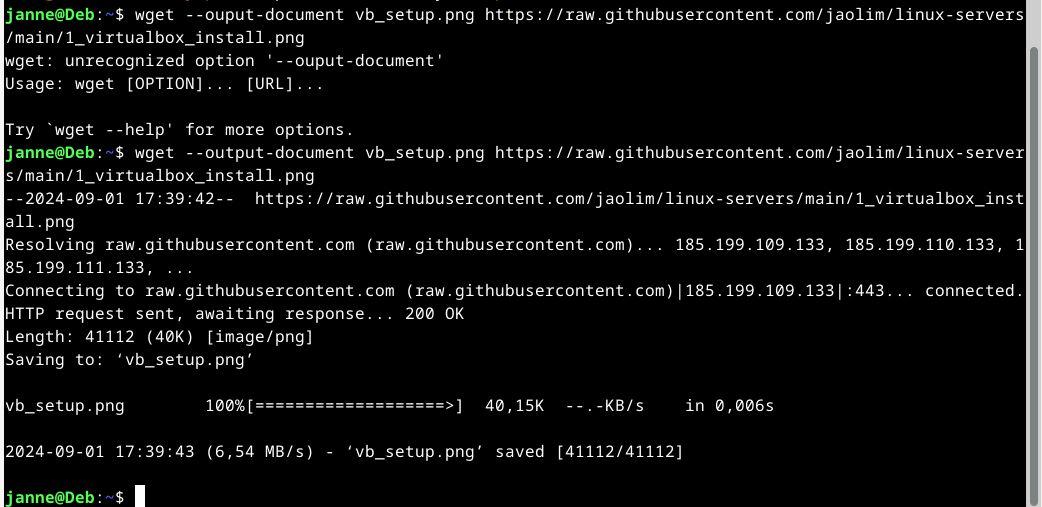 janne@Deb:~$ wget --ouput-document vb_setup.png https://raw.githubusercontent.com/jaolim/linux-servers
/main/1_virtualbox_install.png
wget: unrecognized option '--ouput-document'
Usage: wget [OPTION]... [URL]...
Try `wget --help' for more options.
janne@Deb:~$ wget --output-document vb_setup.png https://raw.githubusercontent.com/jaolim/linux-server
s/main/1_virtualbox_install.png
--2024-09-01 17:39:42--  https://raw.githubusercontent.com/jaolim/linux-servers/main/1_virtualbox_inst
all.png
Resolving raw.githubusercontent.com (raw.githubusercontent.com)... 185.199.109.133, 185.199.110.133, 1
85.199.111.133, ...
Connecting to raw.githubusercontent.com (raw.githubusercontent.com)|185.199.109.133|:443... connected.
HTTP request sent, awaiting response... 200 OK
Length: 41112 (40K) [image/png]
Saving to: ‘vb_setup.png’
vb_setup.png        100%[===================>]  40,15K  --.-KB/s    in 0,006s
2024-09-01 17:39:43 (6,54 MB/s) - ‘vb_setup.png’ saved [41112/41112]
janne@Deb:~$